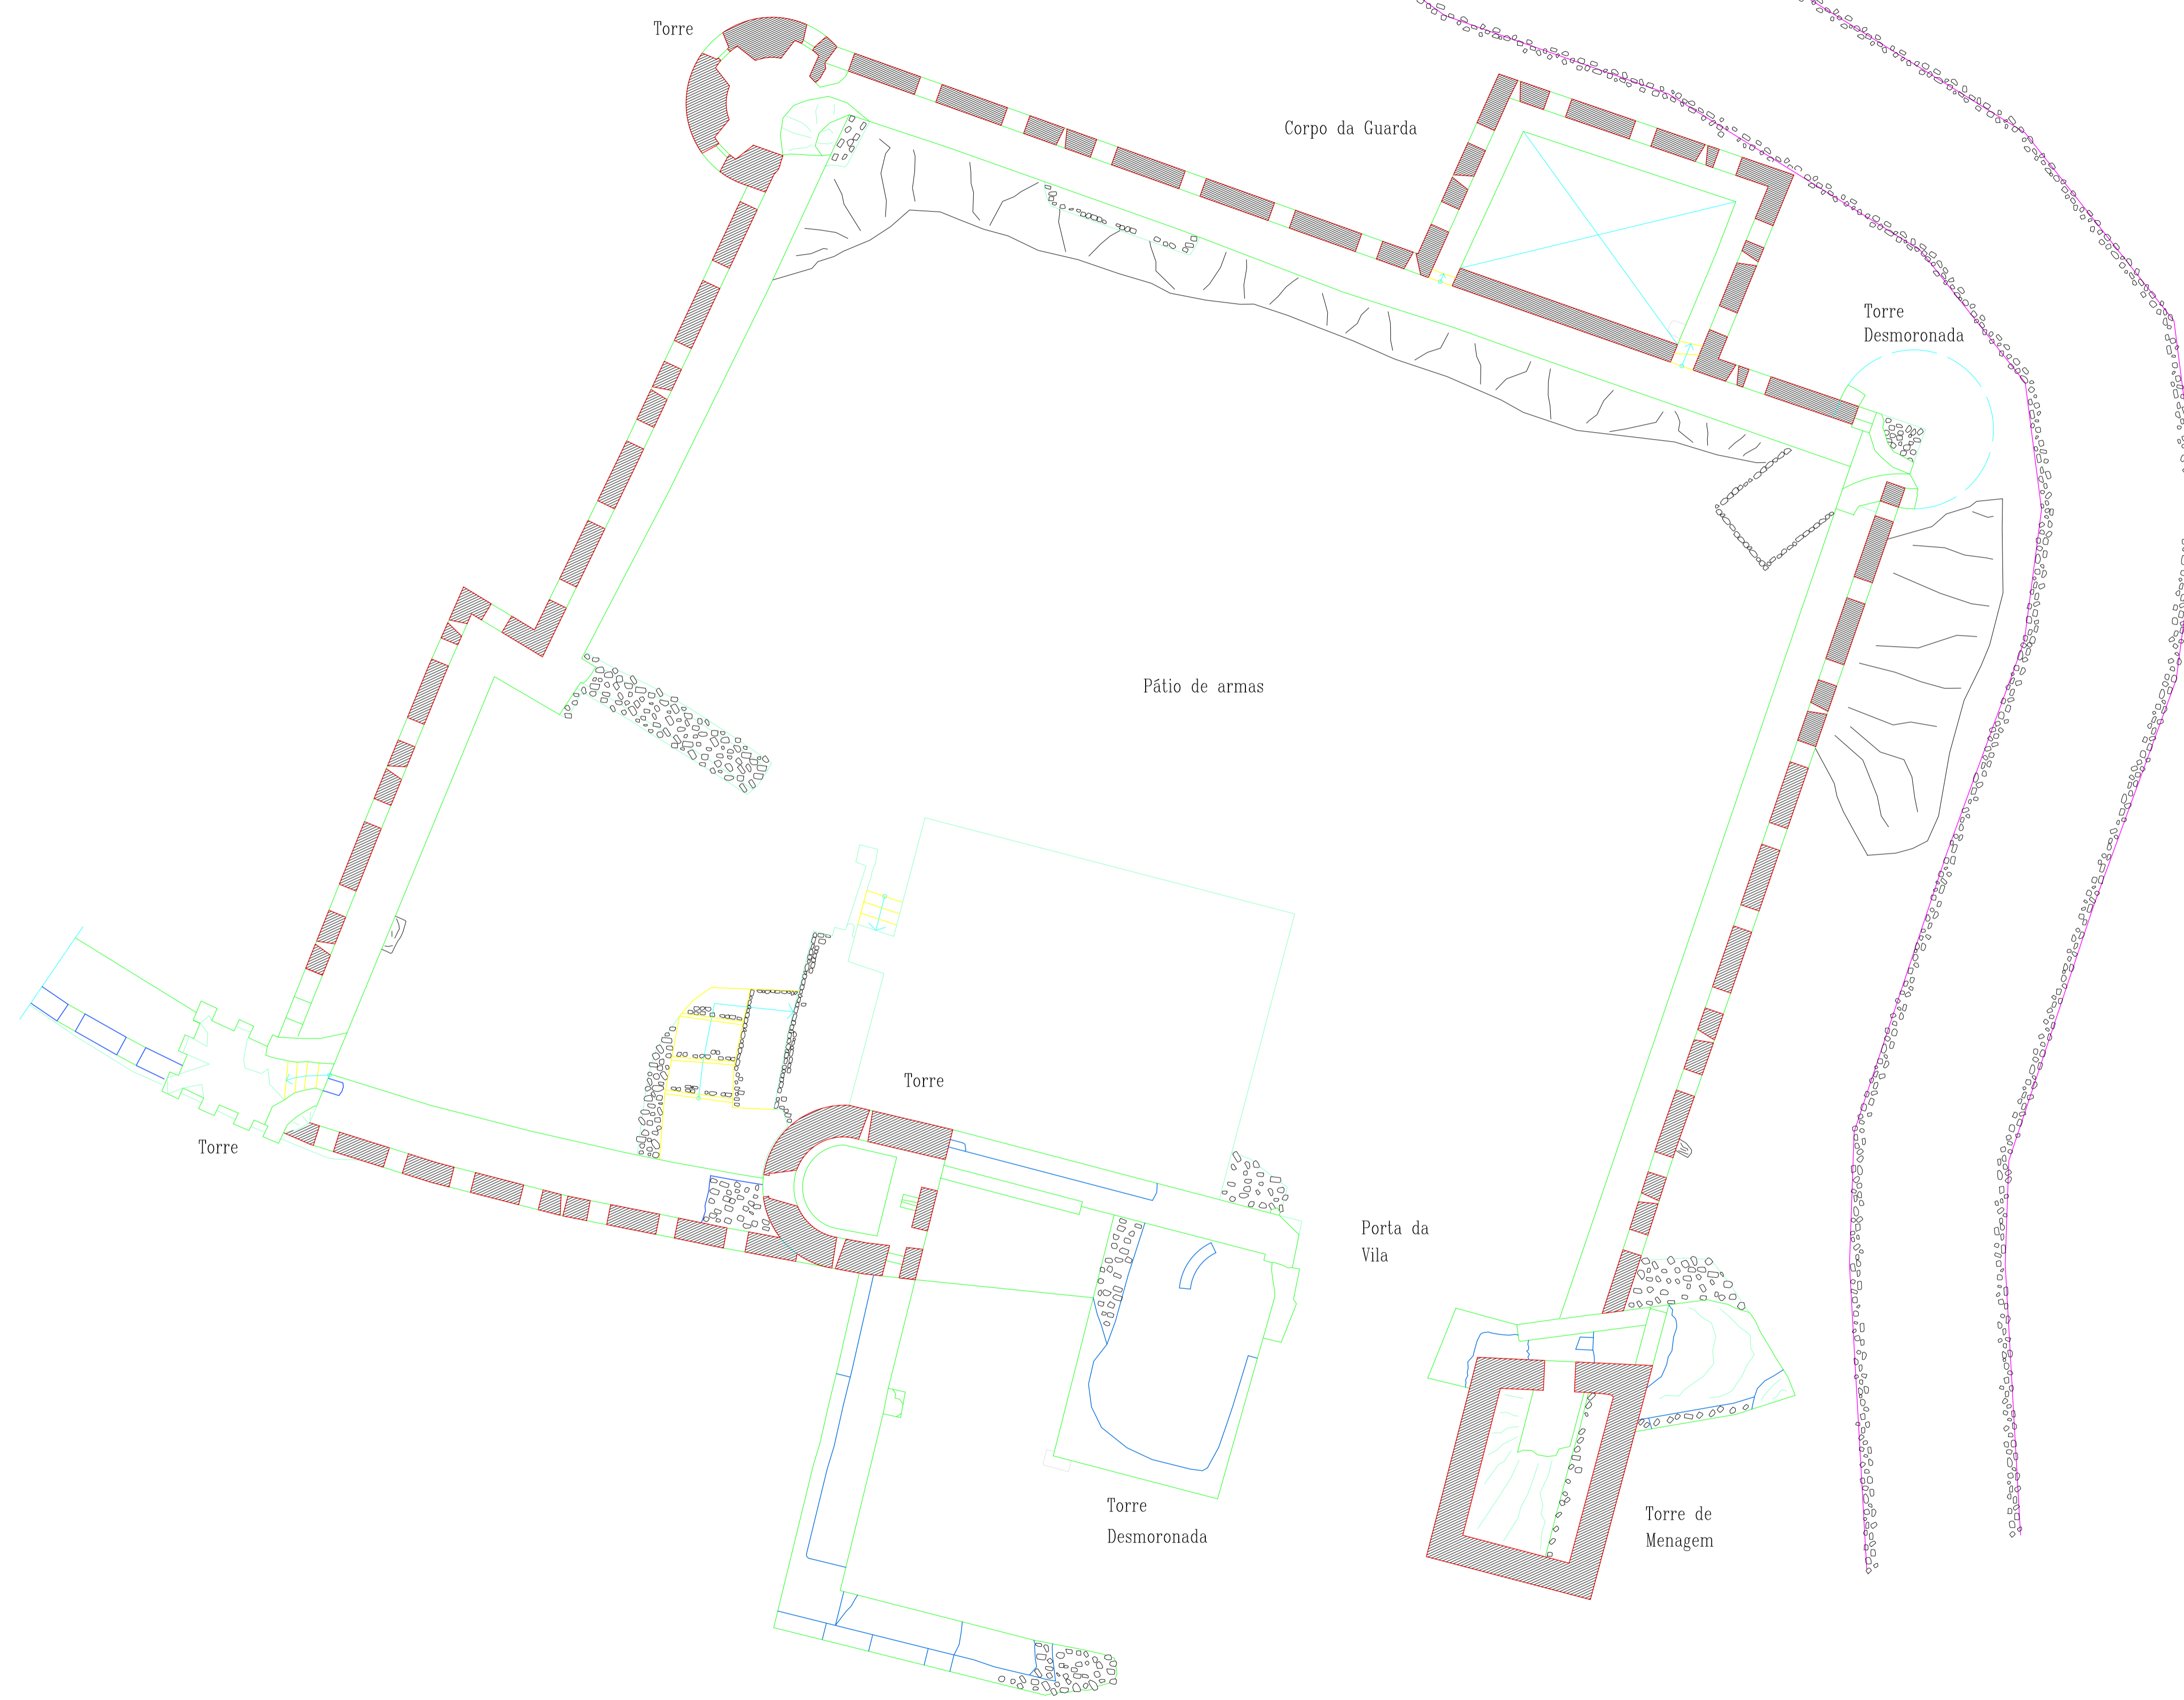 Torre
Corpo da Guarda
Torre
Desmoronada
Pátio de armas
Torre
Torre
Porta da
Vila
Torre
Desmoronada
Torre de
Menagem